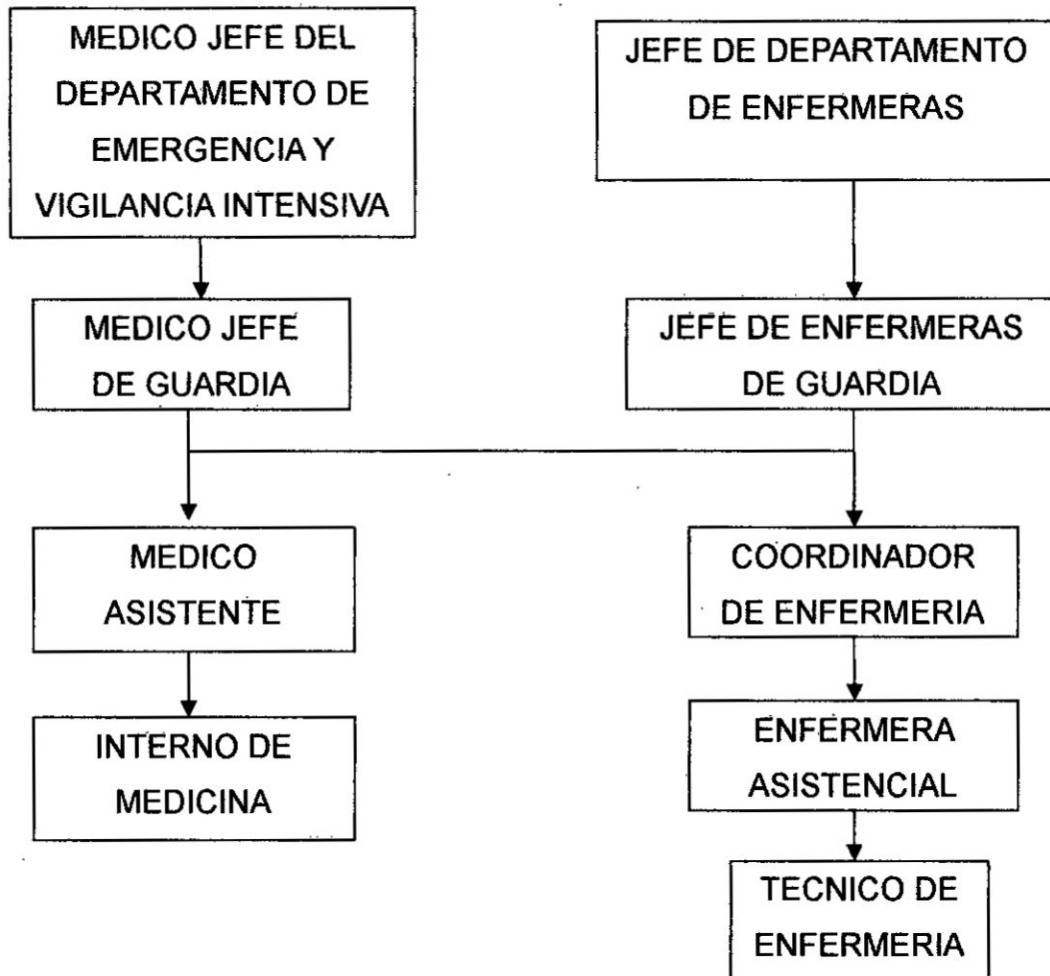 MEDICO JEFE DEL
DEPARTAMENTO DE
EMERGENCIA Y
VIGILANCIA INTENSIVA
JEFE DE DEPARTAMENTO
DE ENFERMERAS
MEDICO JEFE
DE GUARDIA
JEFE DE ENFERMERAS
DE GUARDIA
MEDICO
ASISTENTE
COORDINADOR
DE ENFERMERIA
INTERNO DE
MEDICINA
ENFERMERA
ASISTENCIAL
TECNICO DE
ENFERMERIA